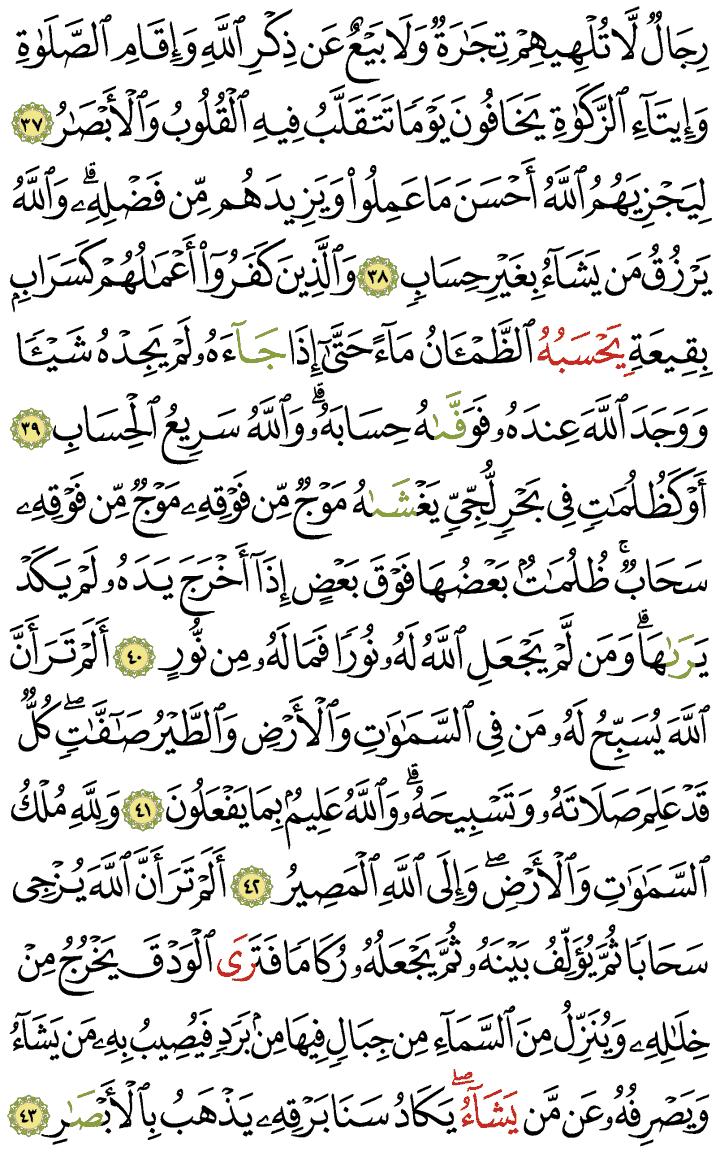 رِجَالٌ لَّا تُلْهِيهِمْ تِجَٰرَةٌ وَلَا بَيْعٌ عَن ذِكْرِ ٱللَّهِ وَإِقَامِ ٱلصَّلَوٰةِ
وَإِيتَآءِ ٱلزَّكَوٰةِ يَخَافُونَ يَوْمًا تَتَقَلَّبُ فِيهِ ٱلْقُلُوبُ وَٱلْأَبْصَٰرُ ٣٧
لِيَجْزِيَهُمُ ٱللَّهُ أَحْسَنَ مَا عَمِلُوا۟ وَيَزِيدَهُم مِّن فَضْلِهِۦ ۗ وَٱللَّهُ
يَرْزُقُ مَن يَشَآءُ بِغَيْرِ حِسَابٍ ٣٨ وَٱلَّذِينَ كَفَرُوٓا۟ أَعْمَٰلُهُمْ كَسَرَابٍۭ
بِقِيعَةٍ يَحْسِبُهُ ٱلظَّمْـَٔانُ مَآءً حَتَّىٰٓ إِذَا جَآءَهُۥ لَمْ يَجِدْهُ شَيْـًٔا
وَوَجَدَ ٱللَّهَ عِندَهُۥ فَوَفَّىٰهُ حِسَابَهُۥ ۗ وَٱللَّهُ سَرِيعُ ٱلْحِسَابِ ٣٩
أَوْ كَظُلُمَٰتٍ فِى بَحْرٍ لُّجِّىٍّ يَغْشَىٰهُ مَوْجٌ مِّن فَوْقِهِۦ مَوْجٌ مِّن فَوْقِهِۦ
سَحَابٌ ۚ ظُلُمَٰتٌۢ بَعْضُهَا فَوْقَ بَعْضٍ إِذَآ أَخْرَجَ يَدَهُۥ لَمْ يَكَدْ
يَرَىٰهَا ۗ وَمَن لَّمْ يَجْعَلِ ٱللَّهُ لَهُۥ نُورًا فَمَا لَهُۥ مِن نُّورٍ ٤٠ أَلَمْ تَرَ أَنَّ
ٱللَّهَ يُسَبِّحُ لَهُۥ مَن فِى ٱلسَّمَٰوَٰتِ وَٱلْأَرْضِ وَٱلطَّيْرُ صَٰٓفَّٰتٍ ۖ كُلٌّ
قَدْ عَلِمَ صَلَاتَهُۥ وَتَسْبِيحَهُۥ ۗ وَٱللَّهُ عَلِيمٌۢ بِمَا يَفْعَلُونَ ٤١ وَلِلَّهِ مُلْكُ
ٱلسَّمَٰوَٰتِ وَٱلْأَرْضِ ۖ وَإِلَى ٱللَّهِ ٱلْمَصِيرُ ٤٢ أَلَمْ تَرَ أَنَّ ٱللَّهَ يُزْجِى
سَحَابًا ثُمَّ يُؤَلِّفُ بَيْنَهُۥ ثُمَّ يَجْعَلُهُۥ رُكَامًا فَتَرَى ٱلْوَدْقَ يَخْرُجُ مِنْ
خِلَٰلِهِۦ وَيُنَزِّلُ مِنَ ٱلسَّمَآءِ مِن جِبَالٍ فِيهَا مِنۢ بَرَدٍ فَيُصِيبُ بِهِۦ مَن يَشَآءُ
وَيَصْرِفُهُۥ عَن مَّن يَشَآءُ ۖ يَكَادُ سَنَا بَرْقِهِۦ يَذْهَبُ بِٱلْأَبْصَٰرِ ٤٣